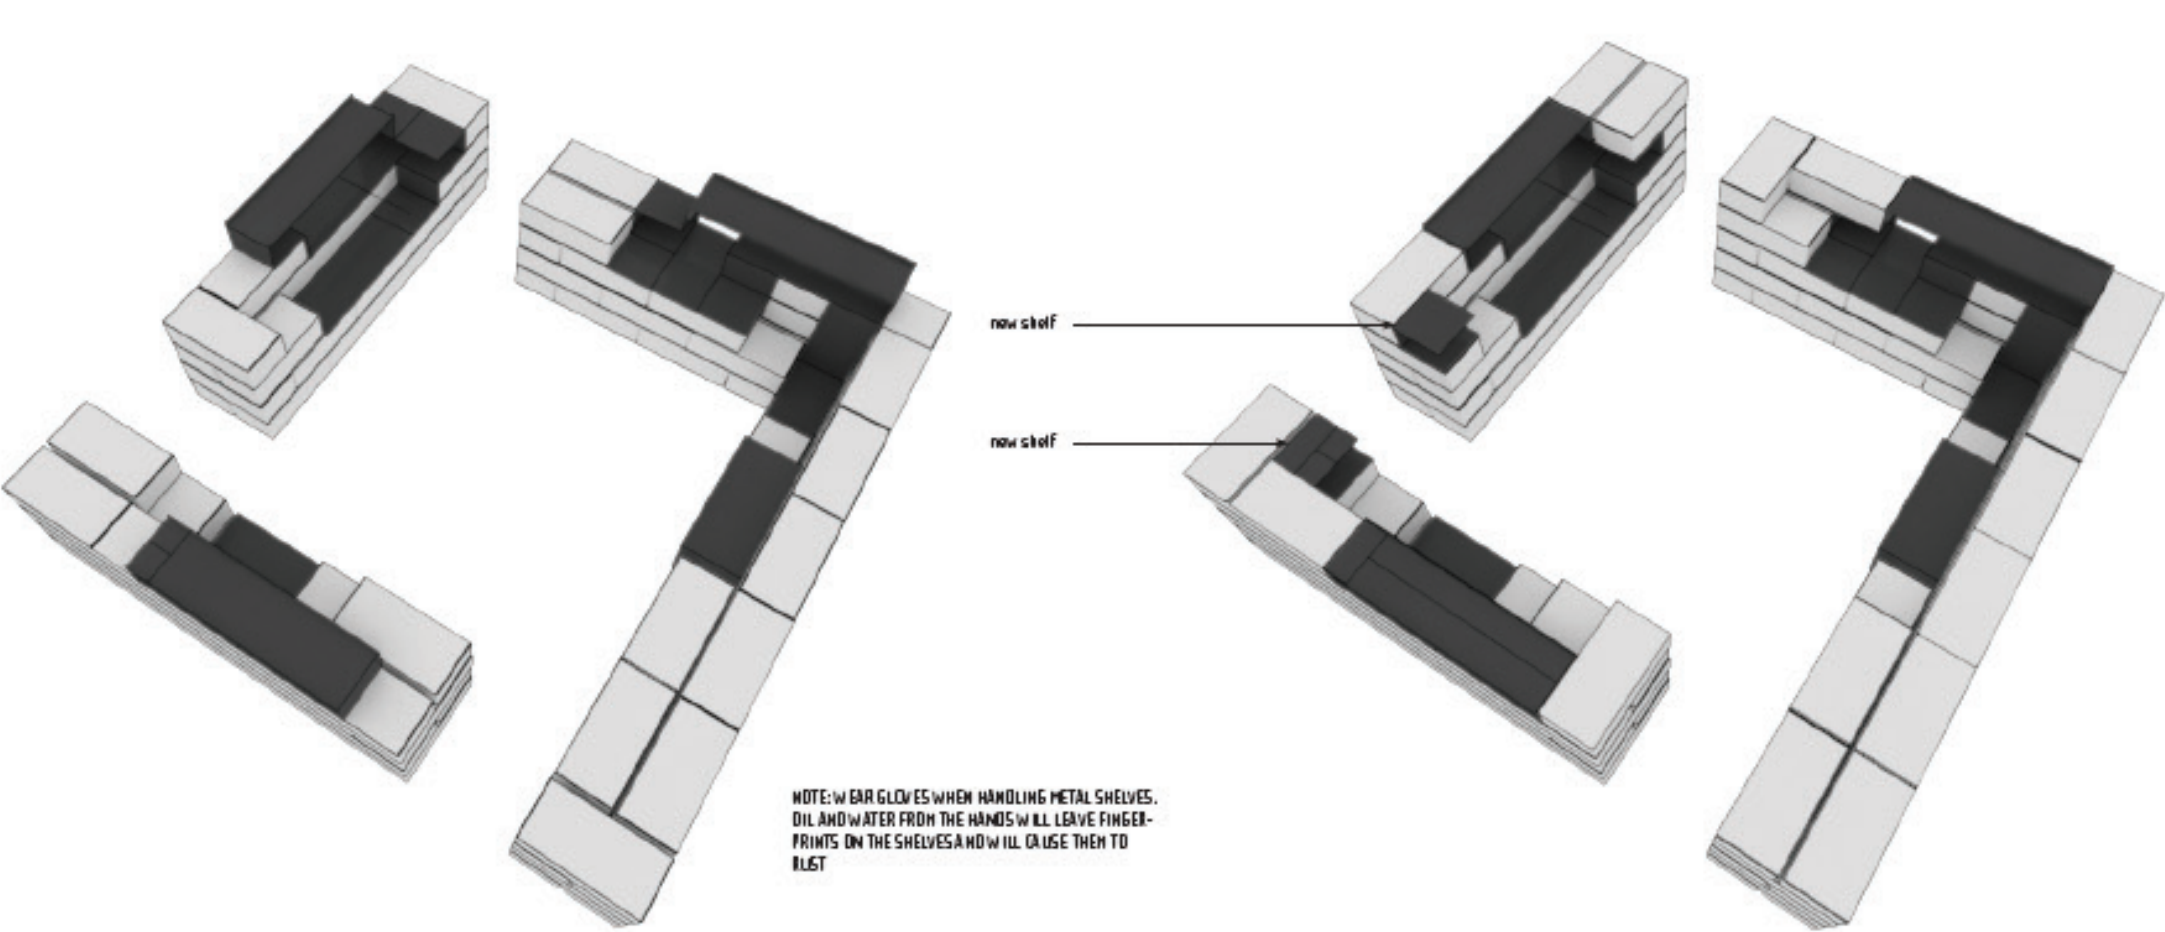 new shelf
new shelf
NOTE: WEAR GLOVES WHEN HANDLING METAL SHELVES.
OIL AND WATER FROM THE HANDS WILL LEAVE FINGER-
PRINTS ON THE SHELVES AND WILL CAUSE THEM TO
RUST